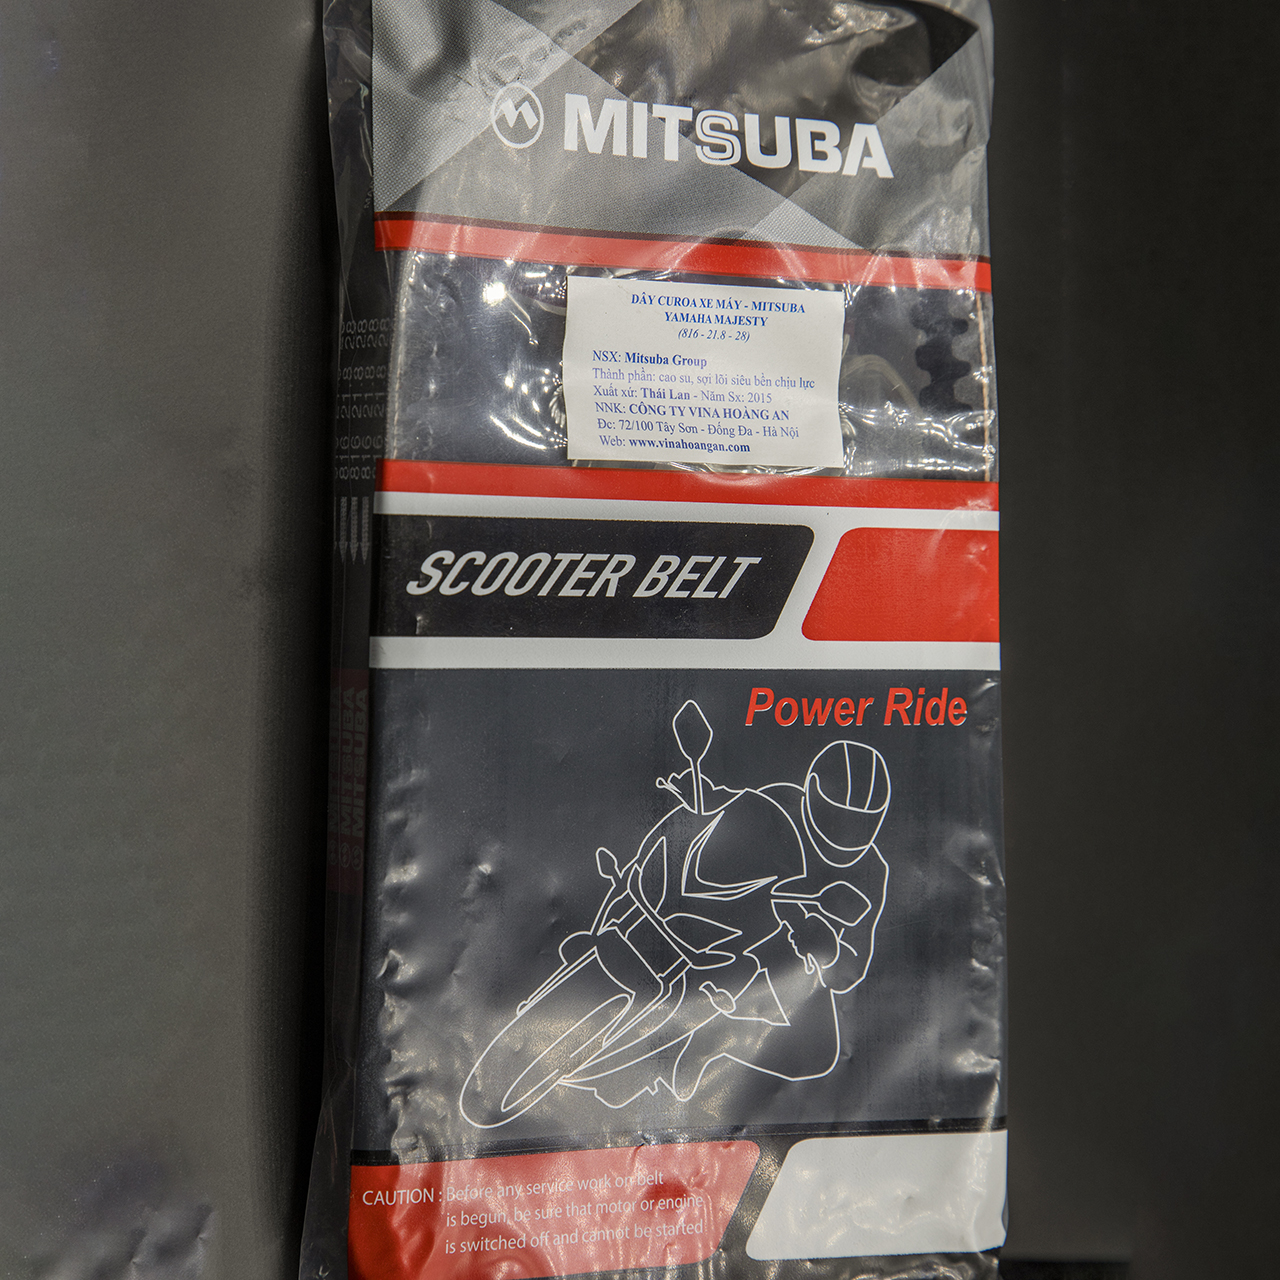 MITSUBA
DÂY CUROA XE MÁY - MITSUBA
YAMAHA MAJESTY
(816 - 21.8 - 28)
NSX: Mitsuba Group
Thành phần: cao su, sợi lõi siêu bền chịu lực
Xuất xứ: Thái Lan - Năm Sx: 2015
NNK: CÔNG TY VINA HOÀNG AN
Đc: 72/100 Tây Sơn - Đống Đa - Hà Nội
Web: www.vinahoangan.com
SCOOTER BELT
Power Ride
MITSUBA
MITSUBA
CAUTION : Before any service work on belt
is begun, be sure that motor or engine
is switched off and cannot be started